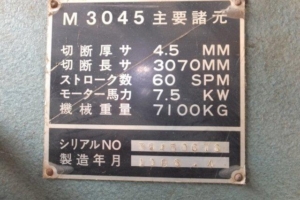 M 3045 主要諸元
切断厚サ 4.5 MM
切断長サ 3070MM
ストローク数 60 SPM
モーター馬力 7.5 KW
機械重量 7100KG
シリアルNO
製造年月